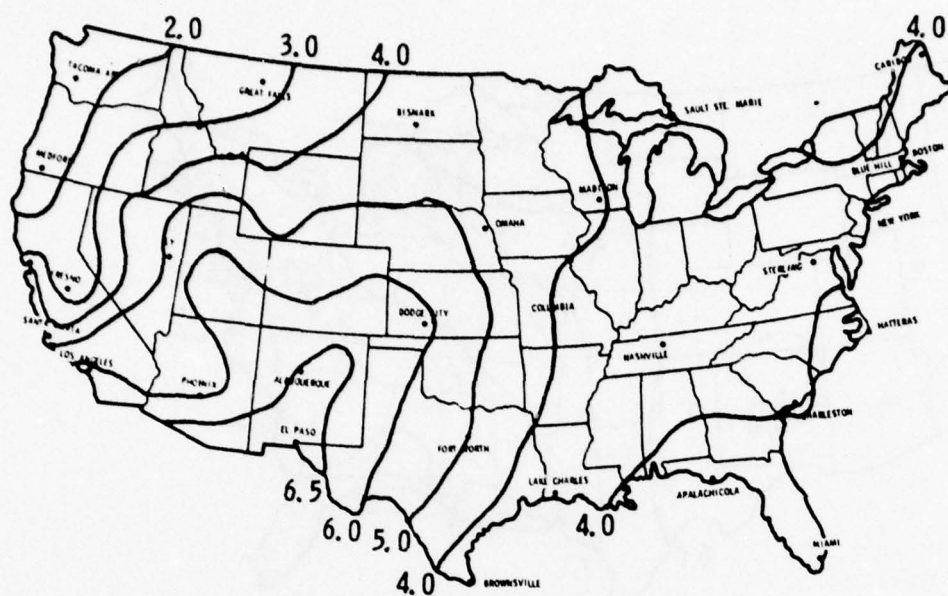 2.0
3.0
4.0
4.0
CARIBOU
TACOMA
GREAT FALLS
BISMARK
SAULT STE. MARIE
MEDFORD
BLUE HILL
BOSTON
MADISON
NEW YORK
OMAHA
ELY
STERLING
FRESNO
SANTA MARIA
DODGE CITY
COLUMBIA
HATTERAS
LOS ANGELES
NASHVILLE
PHOENIX
ALBUQUERQUE
CHARLESTON
EL PASO
FORT WORTH
LAKE CHARLES
APALACHICOLA
6.5
6.0
5.0
4.0
MIAMI
4.0
BROWNSVILLE